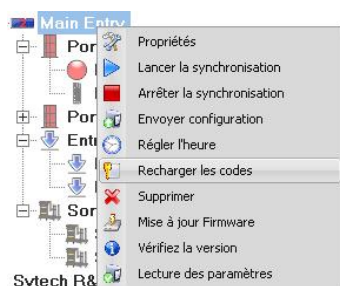 Main Entry
Por
Propriétés
Lancer la synchronisation
Arrêter la synchronisation
Por
Envoyer configuration
Entr
Régler l'heure
Recharger les codes
Supprimer
Sor
Mise à jour Firmware
Vérifiez la version
Sytech R&
Lecture des paramètres